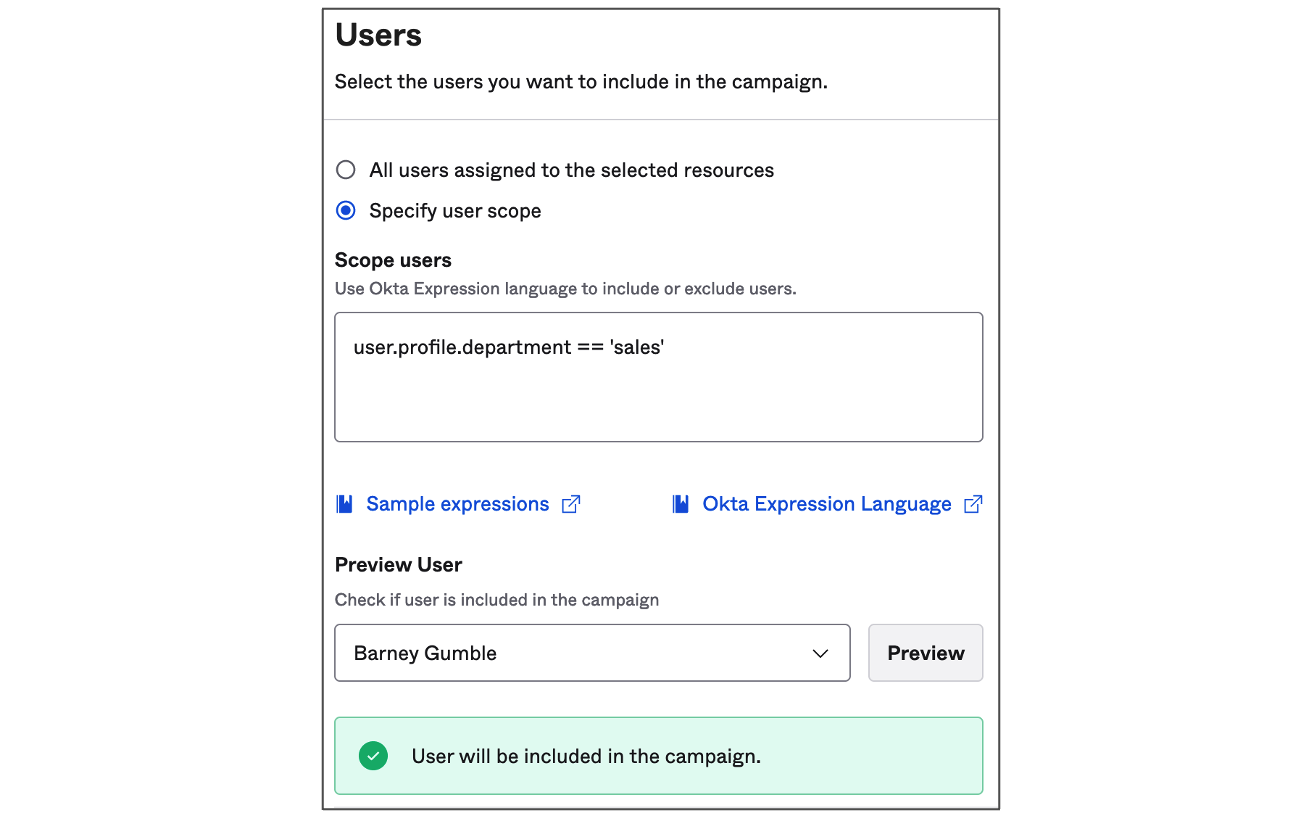 Users
Select the users you want to include in the campaign.
All users assigned to the selected resources
Specify user scope
Scope users
Use Okta Expression language to include or exclude users.
user.profile.department == 'sales'
Sample expressions
Okta Expression Language
Preview User
Check if user is included in the campaign
Barney Gumble
Preview
User will be included in the campaign.